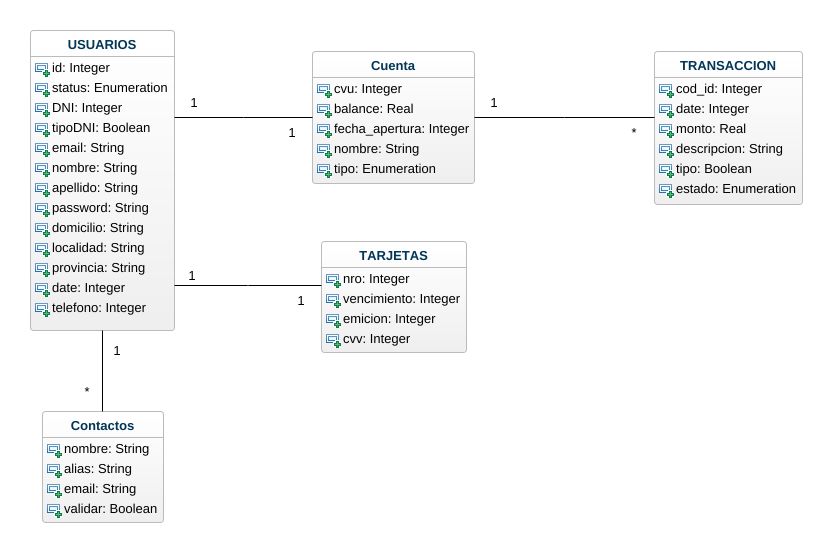 USUARIOS
id: Integer
status: Enumeration
DNI: Integer
tipoDNI: Boolean
email: String
nombre: String
apellido: String
password: String
domicilio: String
localidad: String
provincia: String
date: Integer
telefono: Integer
1
1
Cuenta
cvu: Integer
balance: Real
fecha_apertura: Integer
nombre: String
tipo: Enumeration
1
*
TRANSACCION
cod_id: Integer
date: Integer
monto: Real
descripcion: String
tipo: Boolean
estado: Enumeration
1
1
TARJETAS
nro: Integer
vencimiento: Integer
emicion: Integer
cvv: Integer
1
*
Contactos
nombre: String
alias: String
email: String
validar: Boolean